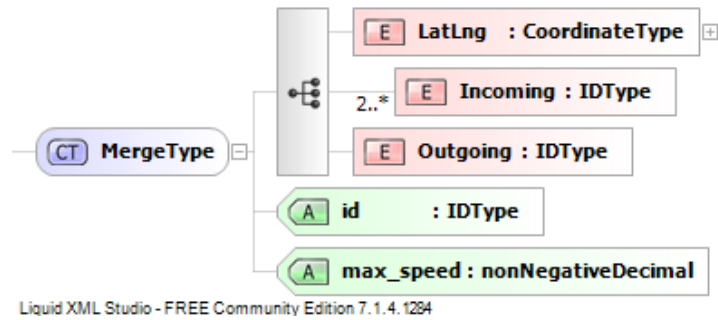 E LatLng : CoordinateType
2..* E Incoming : IDType
CT MergeType
E Outgoing : IDType
A id : IDType
A max_speed : nonNegativeDecimal
Liquid XML Studio - FREE Community Edition 7.1.4.1284